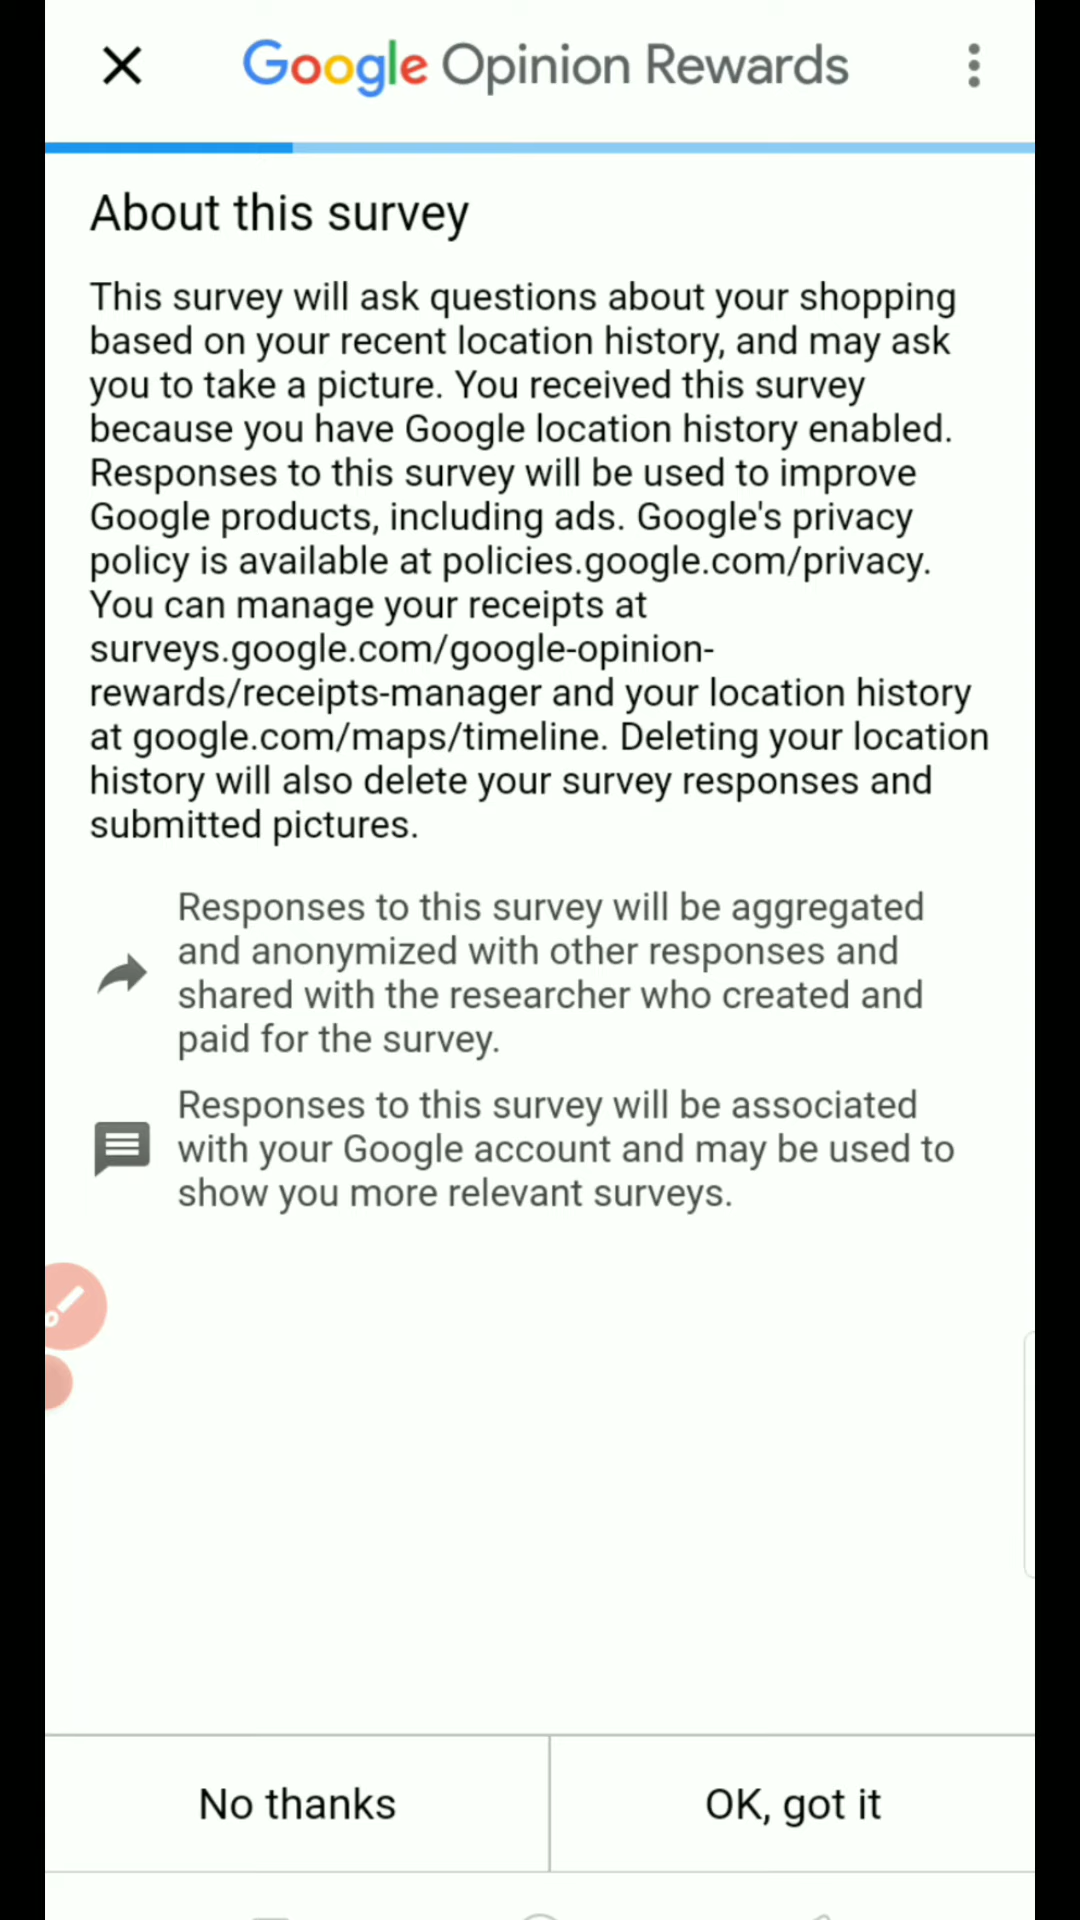 Google Opinion Rewards
About this survey
This survey will ask questions about your shopping
based on your recent location history, and may ask
you to take a picture. You received this survey
because you have Google location history enabled.
Responses to this survey will be used to improve
Google products, including ads. Google's privacy
policy is available at policies.google.com/privacy.
You can manage your receipts at
surveys.google.com/google-opinion-
rewards/receipts-manager and your location history
at google.com/maps/timeline. Deleting your location
history will also delete your survey responses and
submitted pictures.
Responses to this survey will be aggregated
and anonymized with other responses and
shared with the researcher who created and
paid for the survey.
Responses to this survey will be associated
with your Google account and may be used to
show you more relevant surveys.
No thanks
OK, got it